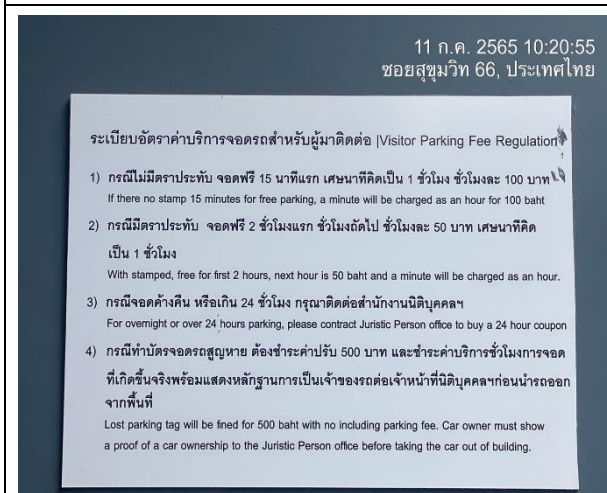 11 ก.ค. 2565 10:20:55
ซอยสุขุมวิท 66, ประเทศไทย
ระเบียบอัตราค่าบริการจอดรถสำหรับผู้มาติดต่อ |Visitor Parking Fee Regulation
1) กรณีไม่มีตราประทับ จอดฟรี 15 นาทีแรก เศษนาทีคิดเป็น 1 ชั่วโมง ชั่วโมงละ 100 บาท
If there no stamp 15 minutes for free parking, a minute will be charged as an hour for 100 baht
2) กรณีมีตราประทับ จอดฟรี 2 ชั่วโมงแรก ชั่วโมงถัดไป ชั่วโมงละ 50 บาท เศษนาทีคิด
เป็น 1 ชั่วโมง
With stamped, free for first 2 hours, next hour is 50 baht and a minute will be charged as an hour.
3) กรณีจอดค้างคืน หรือเกิน 24 ชั่วโมง กรุณาติดต่อสำนักงานนิติบุคคลฯ
For overnight or over 24 hours parking, please contract Juristic Person office to buy a 24 hour coupon
4) กรณีทำบัตรจอดรถสูญหาย ต้องชำระค่าปรับ 500 บาท และชำระค่าบริการชั่วโมงการจอด
ที่เกิดขึ้นจริงพร้อมแสดงหลักฐานการเป็นเจ้าของรถต่อเจ้าหน้าที่นิติบุคคลฯก่อนนำรถออก
จากพื้นที่
Lost parking tag will be fined for 500 baht with no including parking fee. Car owner must show
a proof of a car ownership to the Juristic Person office before taking the car out of building.